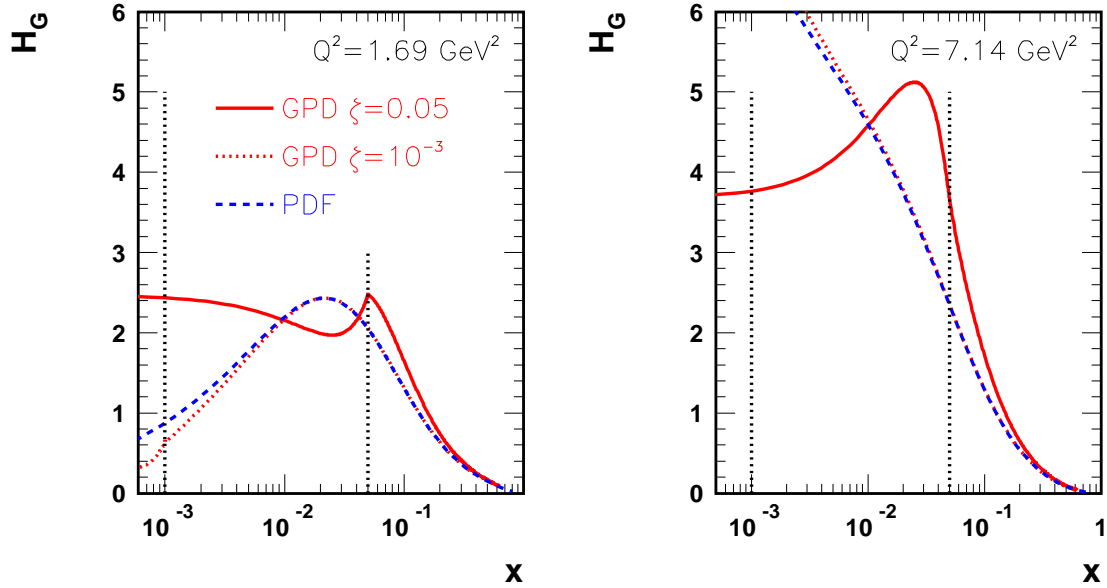 H_G
Q²=1.69 GeV²
GPD ζ=0.05
GPD ζ=10⁻³
PDF
6
5
4
3
2
1
0
10⁻³
10⁻²
10⁻¹
x
H_G
Q²=7.14 GeV²
6
5
4
3
2
1
0
10⁻³
10⁻²
10⁻¹
1
x